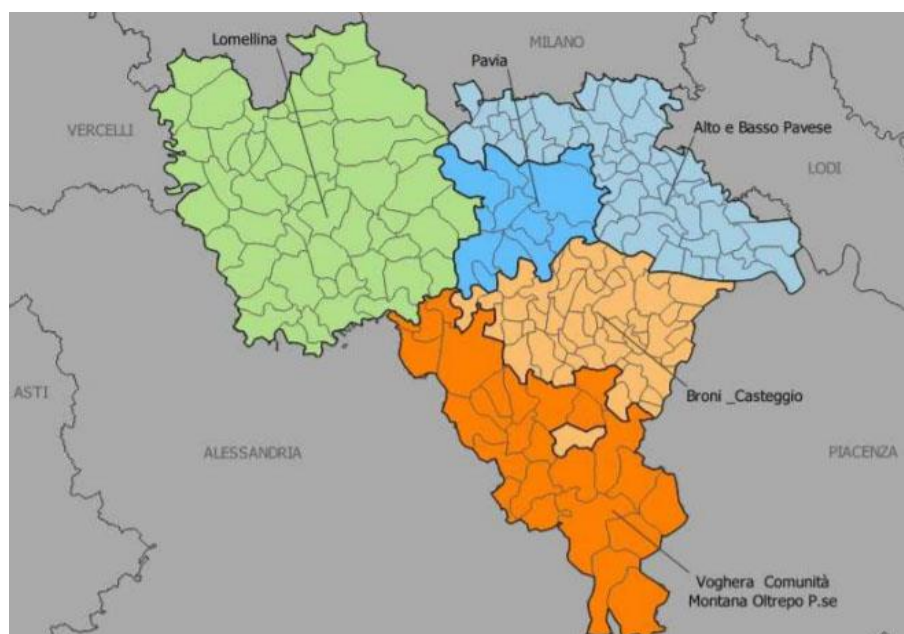 Lomellina
MILANO
Pavia
VERCELLI
Alto e Basso Pavese
LODI
ASTI
Broni _Casteggio
ALESSANDRIA
PIACENZA
Voghera Comunità
Montana Oltrepo P.se